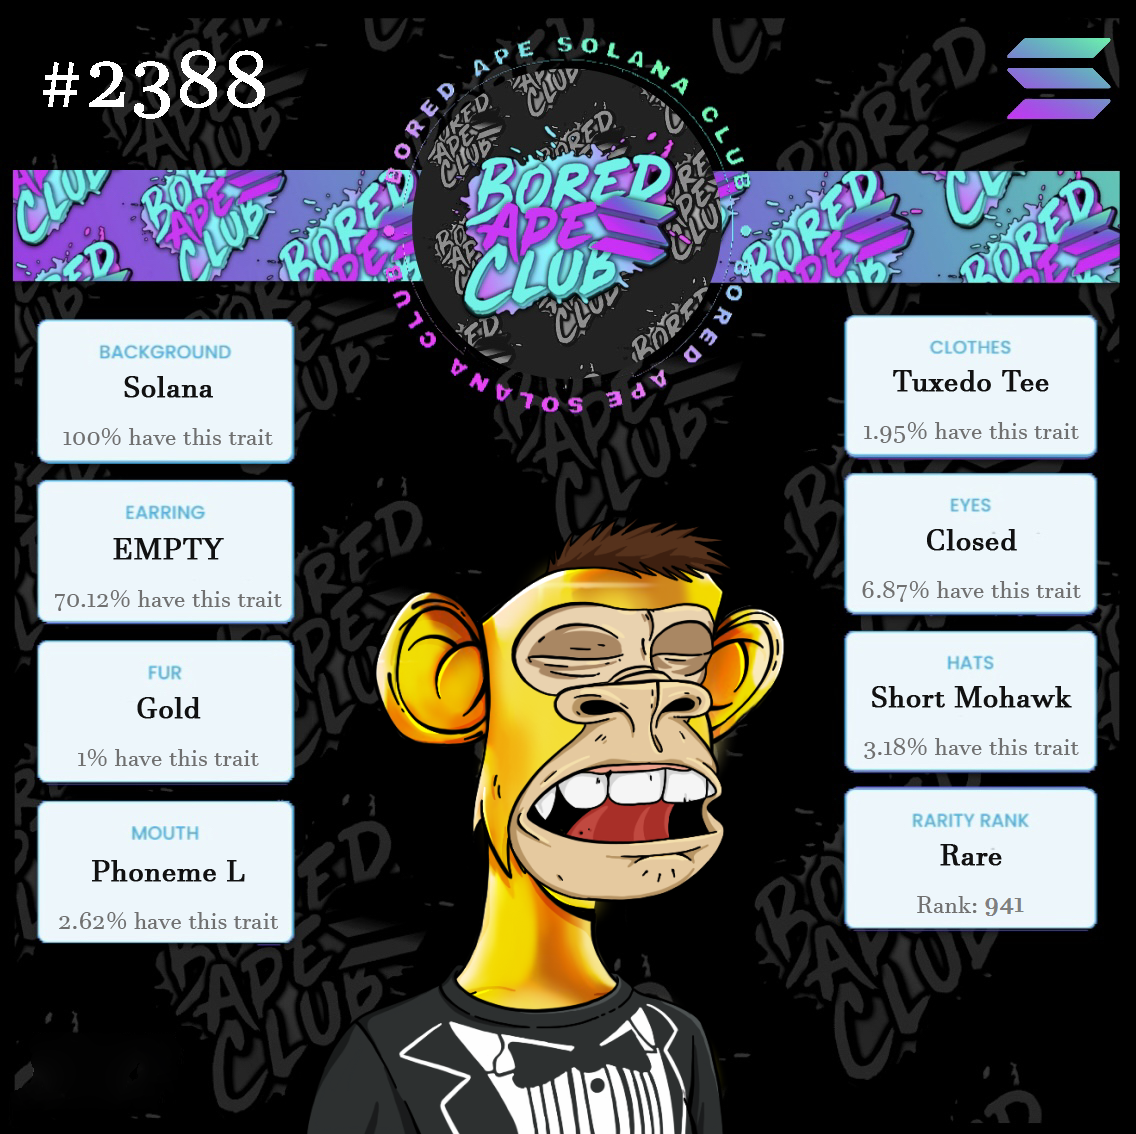 #2388
BORED APE SOLANA CLUB
BORED APE SOLANA CLUB
BORED
APE
CLUB
BACKGROUND
Solana
100% have this trait
EARRING
EMPTY
70.12% have this trait
FUR
Gold
1% have this trait
MOUTH
Phoneme L
2.62% have this trait
CLOTHES
Tuxedo Tee
1.95% have this trait
EYES
Closed
6.87% have this trait
HATS
Short Mohawk
3.18% have this trait
RARITY RANK
Rare
Rank: 941